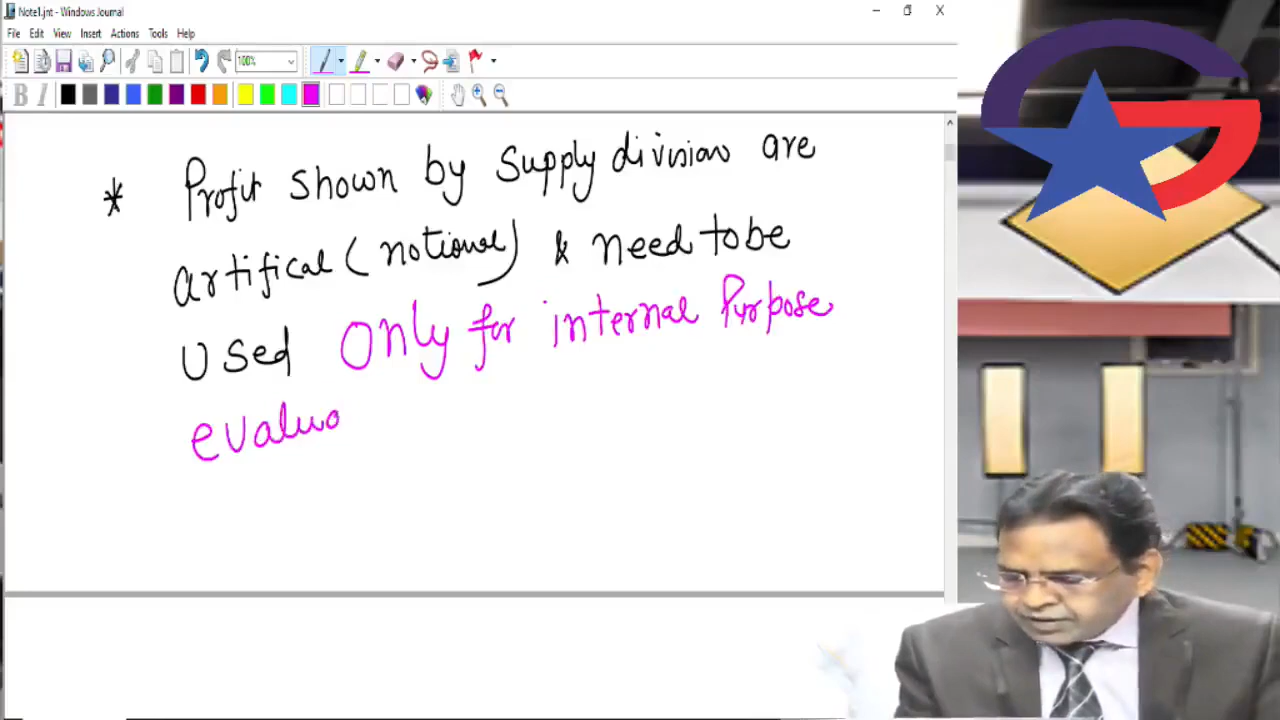 Note1.jnt - Windows Journal
File Edit View Insert Actions Tools Help
100%
B I
* Profit shown by Supply division are
artifical (notional) & need to be
Used Only for internal Purpose
evalua